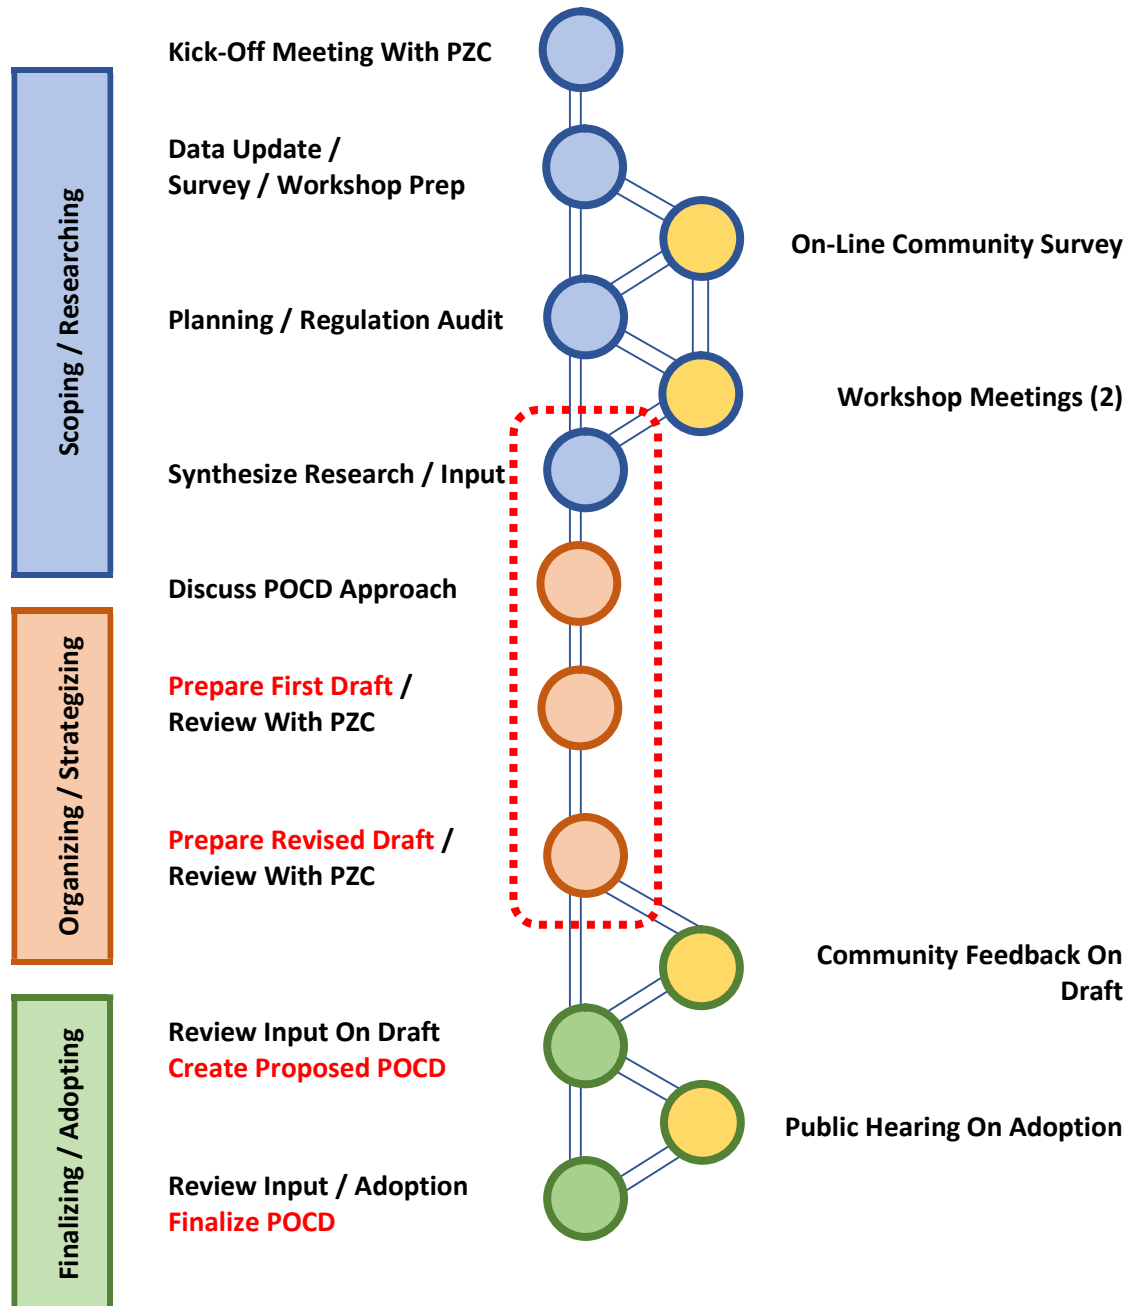 Kick-Off Meeting With PZC
Scoping / Researching
Data Update /
Survey / Workshop Prep
On-Line Community Survey
Planning / Regulation Audit
Workshop Meetings (2)
Synthesize Research / Input
Discuss POCD Approach
Organizing / Strategizing
Prepare First Draft /
Review With PZC
Prepare Revised Draft /
Review With PZC
Community Feedback On
Draft
Finalizing / Adopting
Review Input On Draft
Create Proposed POCD
Public Hearing On Adoption
Review Input / Adoption
Finalize POCD